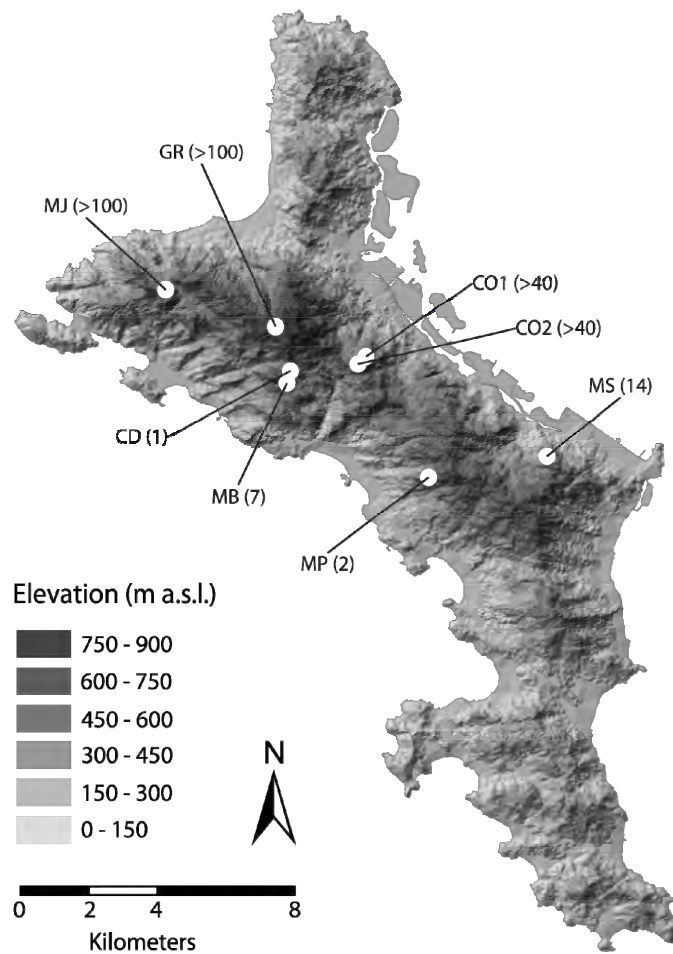 GR (>100)
MJ (>100)
CO1 (>40)
CO2 (>40)
MS (14)
CD (1)
MB (7)
MP (2)
Elevation (m a.s.l.)
750 - 900
600 - 750
450 - 600
300 - 450
150 - 300
0 - 150
N
0 2 4 8
Kilometers